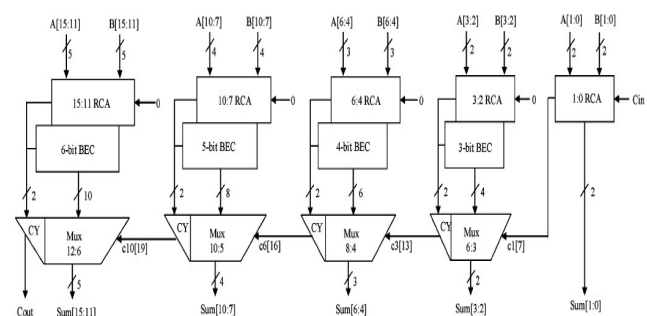 A[15:11] B[15:11] A[10:7] B[10:7] A[6:4] B[6:4] A[3:2] B[3:2] A[1:0] B[1:0]
5 5 4 4 3 3 2 2 2 2
15:11 RCA 0 10:7 RCA 0 6:4 RCA 0 3:2 RCA 0 1:0 RCA Cin
6-bit BEC 5-bit BEC 4-bit BEC 3-bit BEC
2 10 2 8 2 6 2 4 2
CY Mux 12:6 c10[19] CY Mux 10:5 c6[16] CY Mux 8:4 c3[13] CY Mux 6:3 c1[7]
5 4 3 2
Cout Sum[15:11] Sum[10:7] Sum[6:4] Sum[3:2] Sum[1:0]